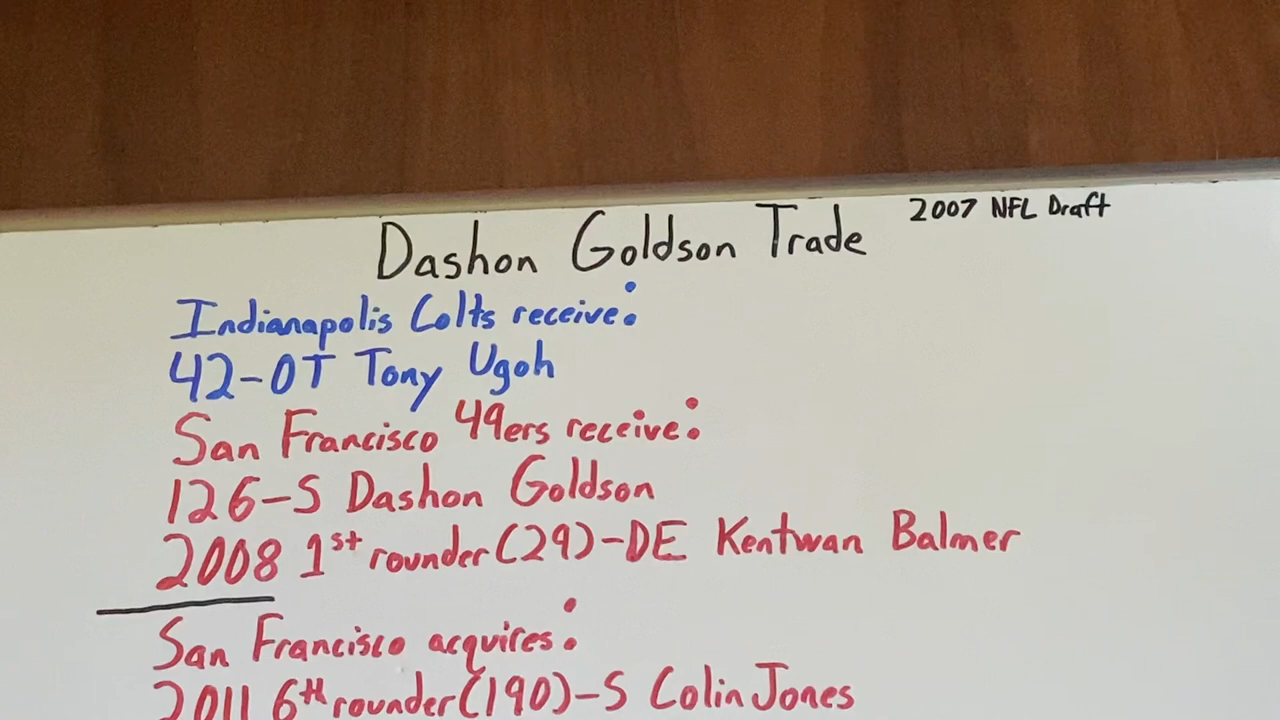 Dashon Goldson Trade 2007 NFL Draft
Indianapolis Colts receive:
42-OT Tony Ugoh
San Francisco 49ers receive:
126-S Dashon Goldson
2008 1st rounder (29)-DE Kentwan Balmer
San Francisco acquires:
2011 6th rounder (190)-S Colin Jones